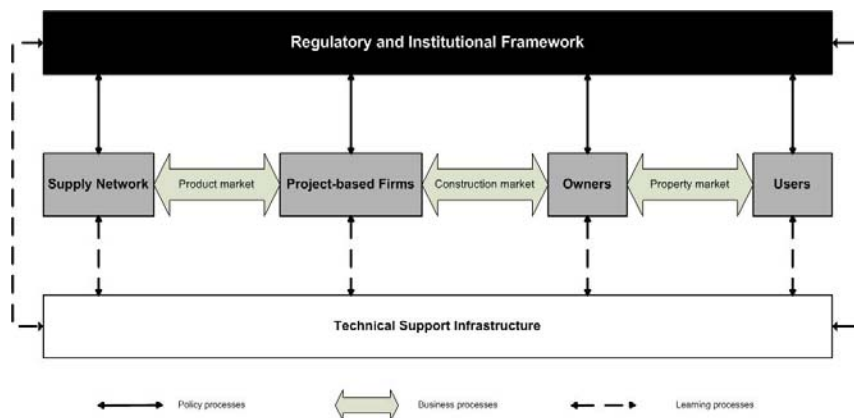 Regulatory and Institutional Framework
Supply Network
Product market
Project-based Firms
Construction market
Owners
Property market
Users
Technical Support Infrastructure
Policy processes
Business processes
Learning processes